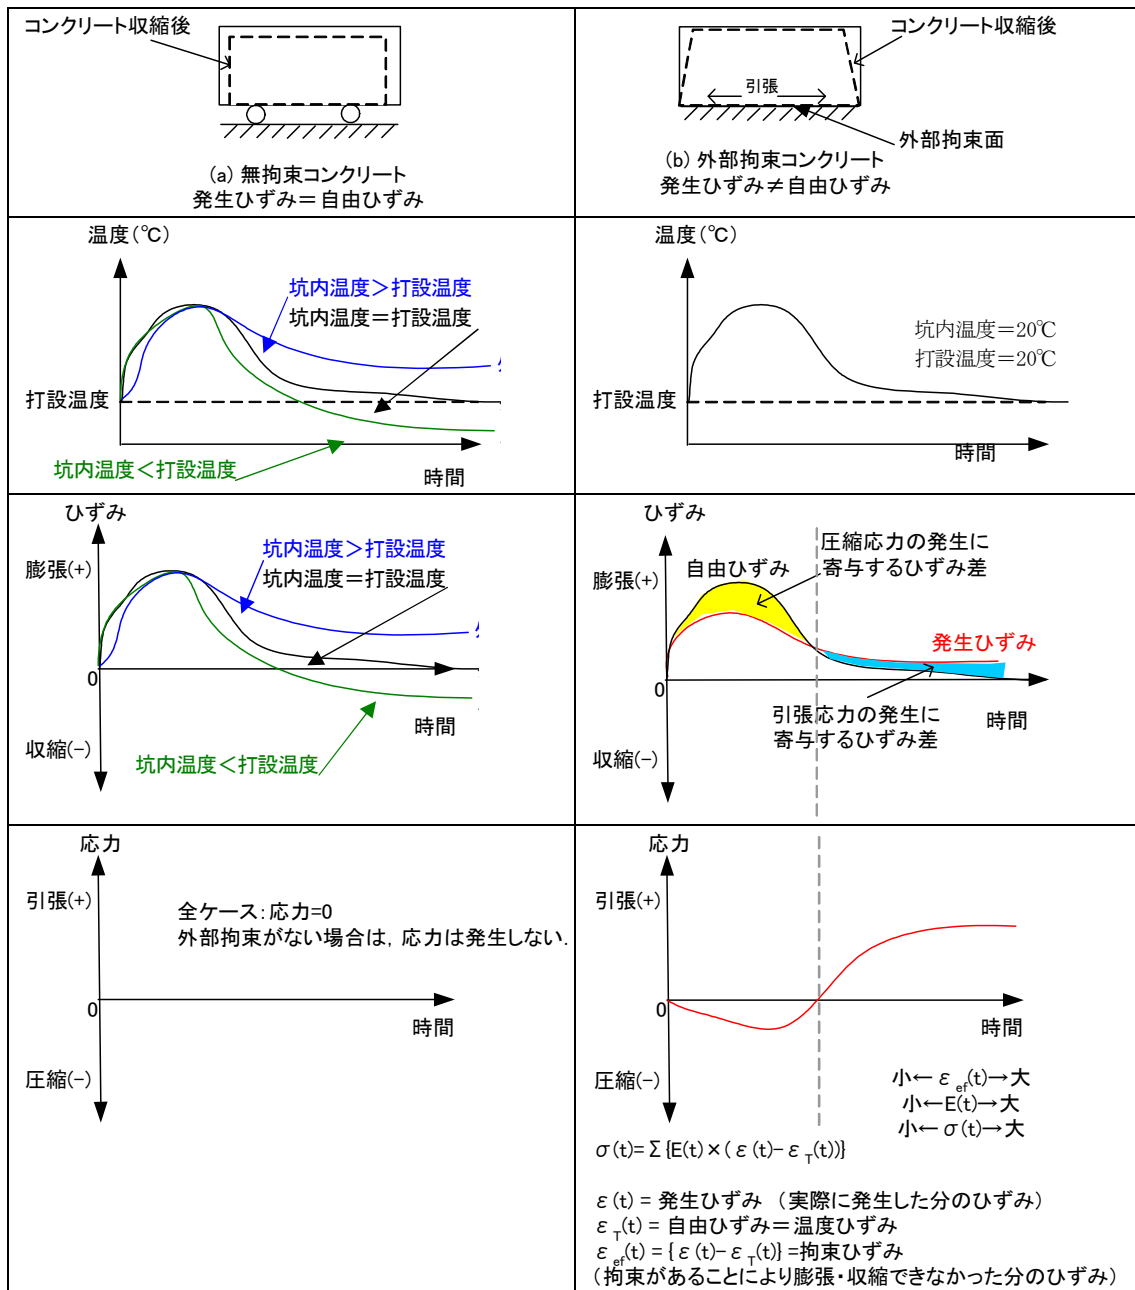 コンクリート収縮後
(a) 無拘束コンクリート
発生ひずみ＝自由ひずみ
コンクリート収縮後
引張
外部拘束面
(b) 外部拘束コンクリート
発生ひずみ≠自由ひずみ
温度(℃)
坑内温度＞打設温度
坑内温度＝打設温度
打設温度
坑内温度＜打設温度
時間
温度(℃)
坑内温度＝20℃
打設温度＝20℃
打設温度
時間
ひずみ
膨張(+)
坑内温度＞打設温度
坑内温度＝打設温度
0
時間
収縮(−)
坑内温度＜打設温度
ひずみ
圧縮応力の発生に
寄与するひずみ差
自由ひずみ
膨張(+)
発生ひずみ
0
引張応力の発生に
寄与するひずみ差
時間
収縮(−)
応力
引張(+)
全ケース：応力=0
外部拘束がない場合は，応力は発生しない．
0
時間
圧縮(−)
応力
引張(+)
0
時間
圧縮(−)
小← ε ef(t)→大
小←E(t)→大
小← σ(t)→大
σ(t)= Σ {E(t) × ( ε (t)− ε T(t))}
ε (t) = 発生ひずみ （実際に発生した分のひずみ）
ε T(t) = 自由ひずみ＝温度ひずみ
ε ef(t) = { ε (t)− ε T(t)} =拘束ひずみ
（拘束があることにより膨張・収縮できなかった分のひずみ）